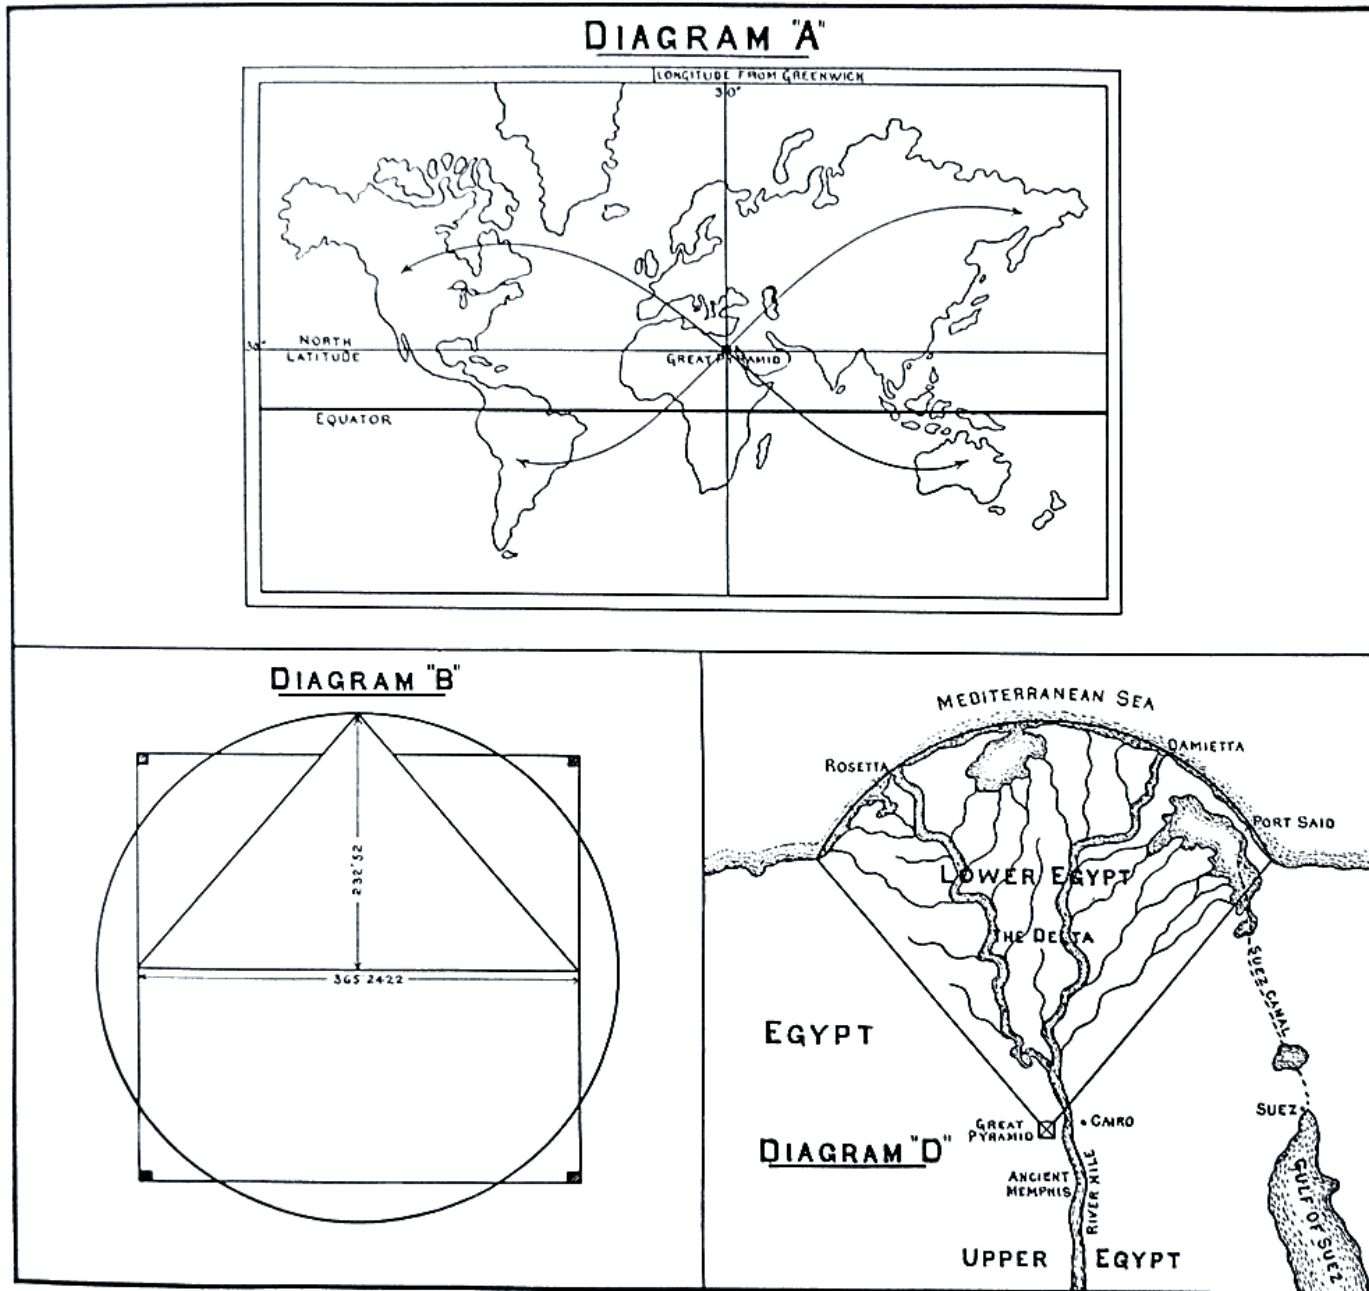 DIAGRAM "A"
LONGITUDE FROM GREENWICH
30°
30°
NORTH
LATITUDE
GREAT PYRAMID
EQUATOR
DIAGRAM "B"
232'52
365 2422
MEDITERRANEAN SEA
ROSETTA
DAMIETTA
PORT SAID
LOWER EGYPT
THE DELTA
SUEZ CANAL
EGYPT
GREAT
PYRAMID
CAIRO
SUEZ
DIAGRAM "D"
ANCIENT
MEMPHIS
RIVER NILE
GULF OF SUEZ
UPPER EGYPT